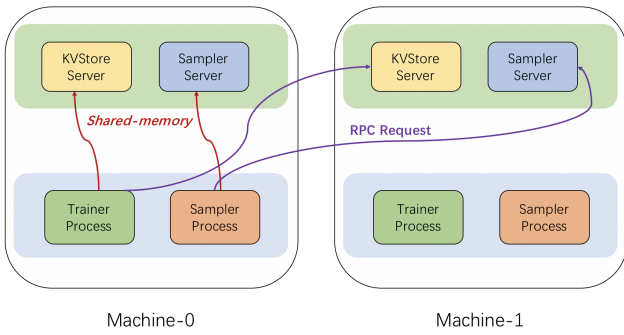 KVStore
Server
Sampler
Server
KVStore
Server
Sampler
Server
Shared-memory
RPC Request
Trainer
Process
Sampler
Process
Trainer
Process
Sampler
Process
Machine-0
Machine-1